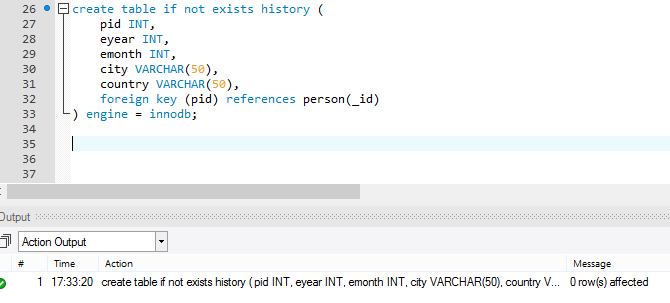 26 create table if not exists history (
27 pid INT,
28 eyear INT,
29 emonth INT,
30 city VARCHAR(50),
31 country VARCHAR(50),
32 foreign key (pid) references person(_id)
33 ) engine = innodb;
34
35
36
37
Output
Action Output
# Time Action Message
1 17:33:20 create table if not exists history ( pid INT, eyear INT, emonth INT, city VARCHAR(50), country V... 0 row(s) affected